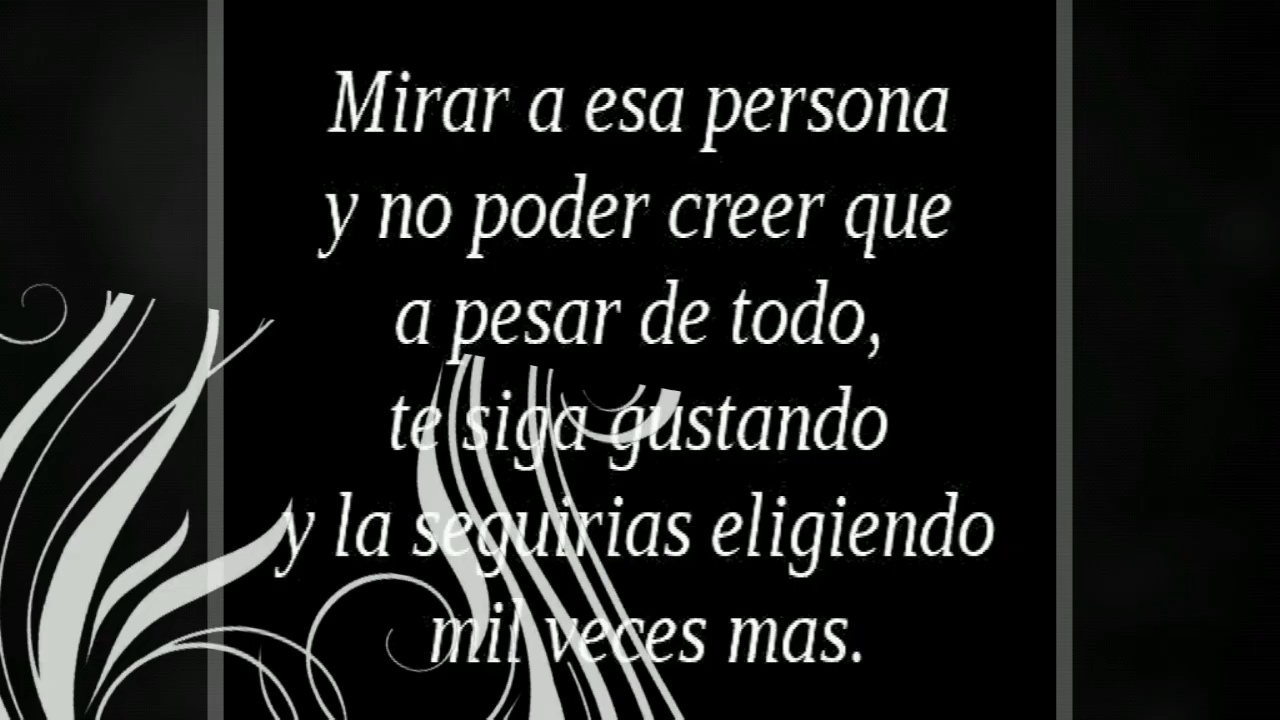 Mirar a esa persona
y no poder creer que
a pesar de todo,
te siga gustando
y la seguirias eligiendo
mil veces mas.